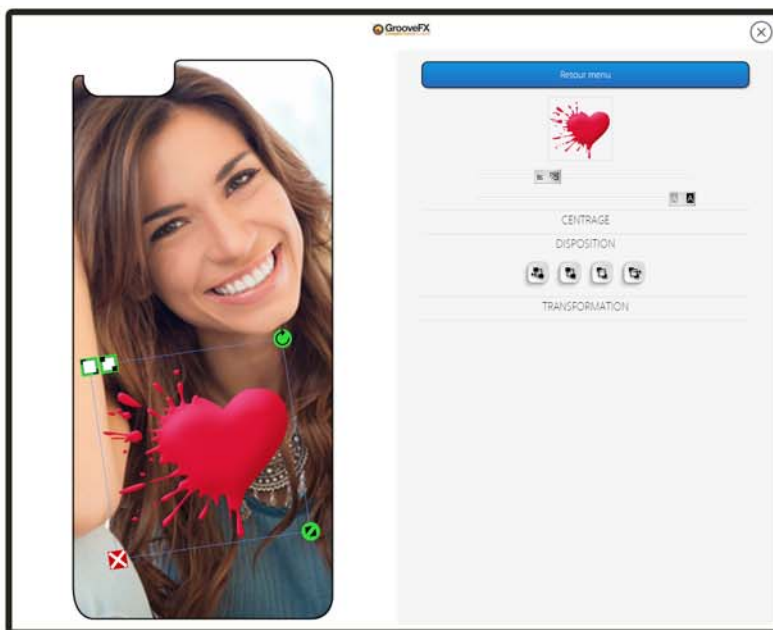 GrooveFX
Retour menu
A A
CENTRAGE
DISPOSITION
TRANSFORMATION